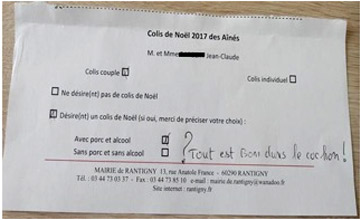 Colis de Noël 2017 des Aînés
M. et Mme Jean-Claude
Colis couple
Colis individuel
Ne désire(nt) pas de colis de Noël
Désire(nt) un colis de Noël (si oui, merci de préciser votre choix) :
Avec porc et alcool
Sans porc et sans alcool
? Tout est Bon dans le cochon !
MAIRIE de RANTIGNY 13, rue Anatole France - 60290 RANTIGNY
Tél. : 03 44 73 03 37 - Fax : 03 44 73 85 10 e-mail : mairie.de.rantigny@wanadoo.fr
Site internet : rantigny.fr